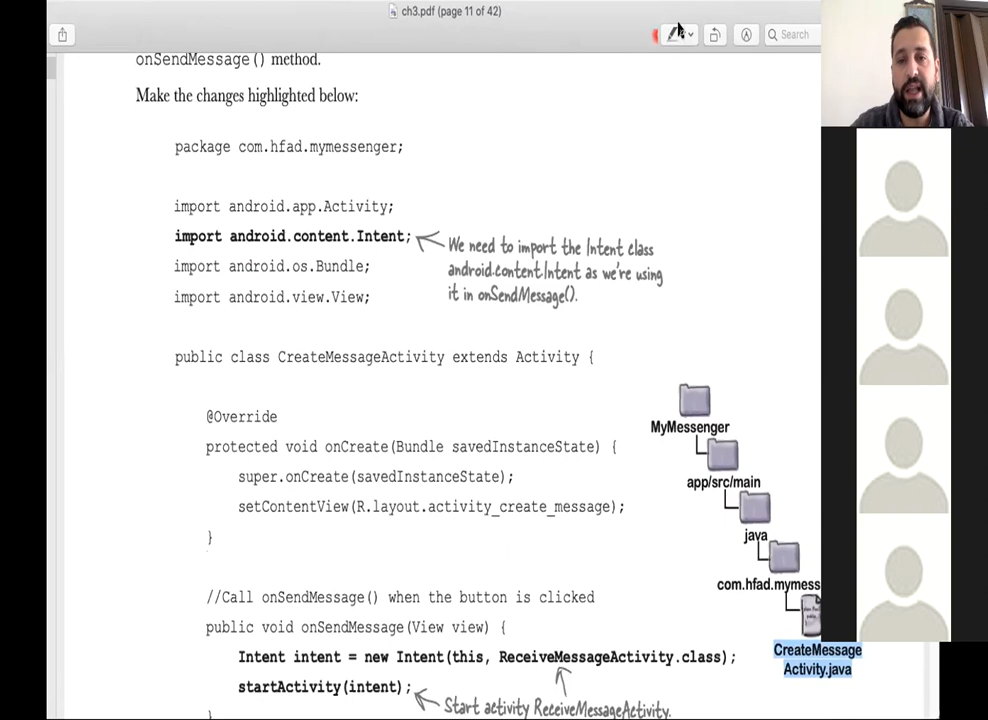 ch3.pdf (page 11 of 42)
Search
onSendMessage() method.
Make the changes highlighted below:
package com.hfad.mymessenger;
import android.app.Activity;
import android.content.Intent;
import android.os.Bundle;
import android.view.View;
We need to import the Intent class
android.content.Intent as we're using
it in onSendMessage().
public class CreateMessageActivity extends Activity {
@Override
protected void onCreate(Bundle savedInstanceState) {
super.onCreate(savedInstanceState);
setContentView(R.layout.activity_create_message);
}
//Call onSendMessage() when the button is clicked
public void onSendMessage(View view) {
Intent intent = new Intent(this, ReceiveMessageActivity.class);
startActivity(intent);
Start activity ReceiveMessageActivity.
}
MyMessenger
app/src/main
java
com.hfad.mymess
CreateMessage
Activity.java